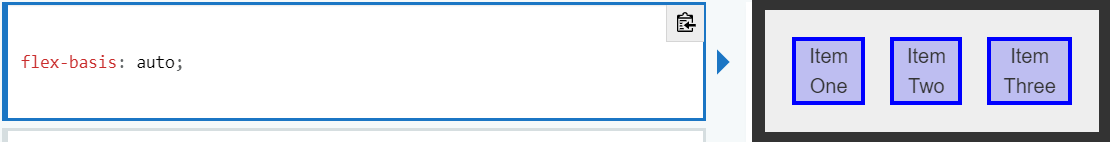 flex-basis: auto;
Item One
Item Two
Item Three